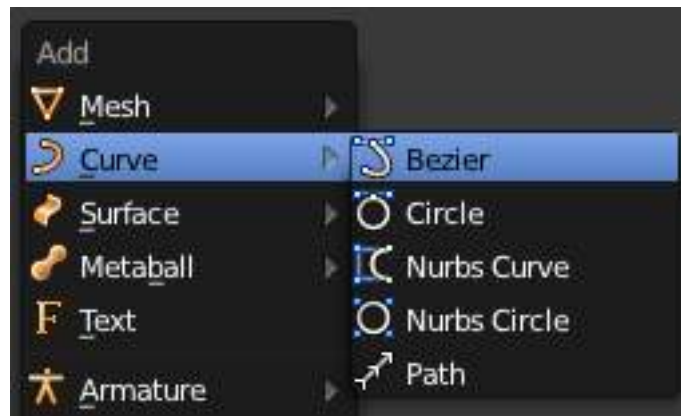 Add
Mesh
Curve
Surface
Metaball
Text
Armature
Bezier
Circle
Nurbs Curve
Nurbs Circle
Path